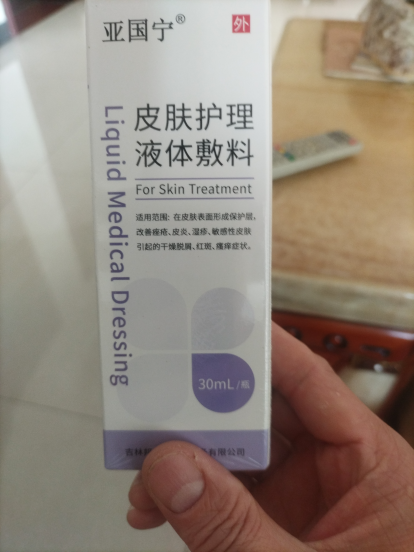 亚国宁®
外
Liquid Medical Dressing
皮肤护理
液体敷料
For Skin Treatment
适用范围: 在皮肤表面形成保护层,
改善痤疮、皮炎、湿疹、敏感性皮肤
引起的干燥脱屑、红斑、瘙痒症状。
30mL/瓶
吉林
有限公司